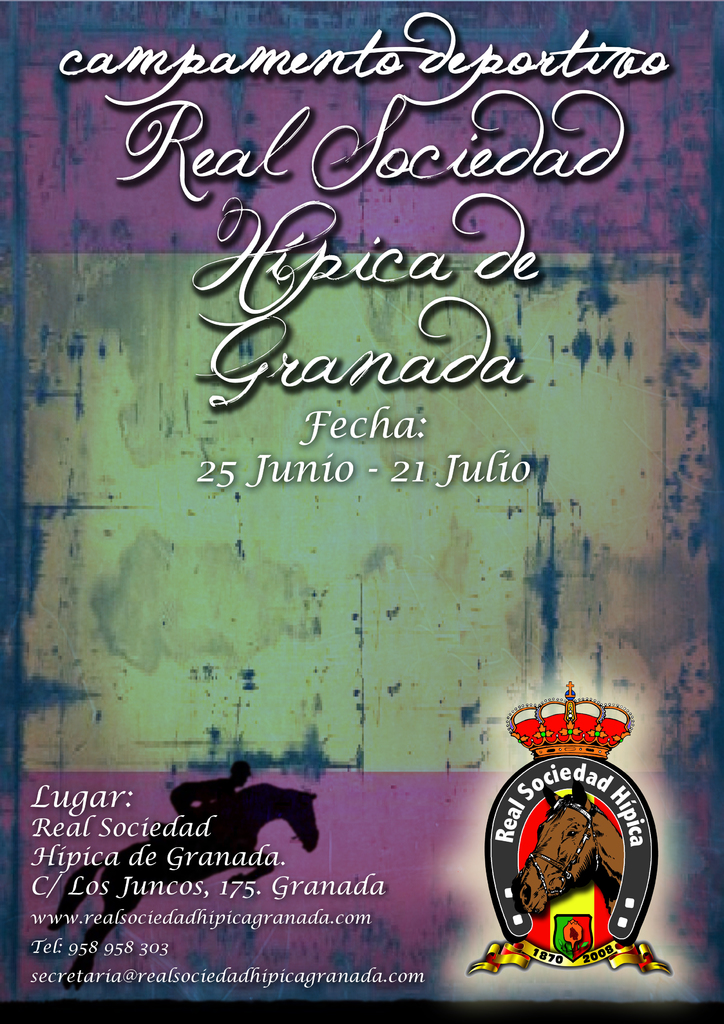 campamento deportivo
Real Sociedad
Hípica de
Granada
Fecha:
25 Junio - 21 Julio
Lugar:
Real Sociedad
Hípica de Granada.
C/ Los Juncos, 175. Granada
www.realsociedadhipicagranada.com
Tel: 958 958 303
secretaria@realsociedadhipicagranada.com
Real Sociedad Hípica
1870 2008